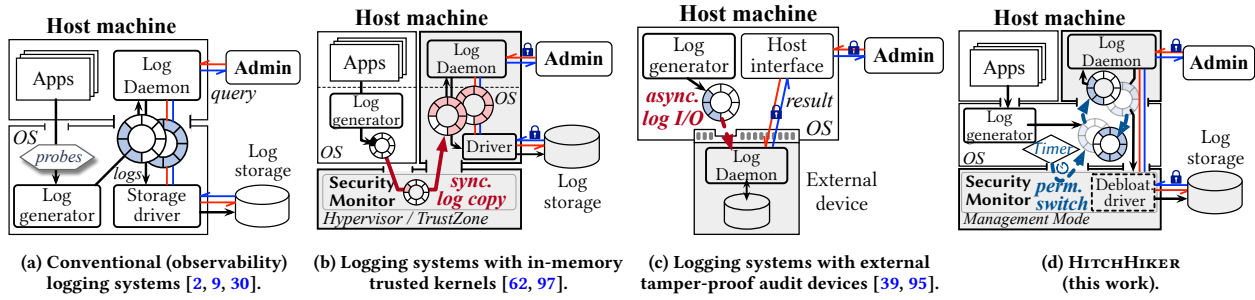 Host machine
Apps
Log
Daemon
Admin
query
OS
probes
logs
Log
generator
Storage
driver
Log
storage
(a) Conventional (observability)
logging systems [2, 9, 30].
Host machine
Apps
Log
Daemon
Admin
OS
Log
generator
OS
Driver
Security
Monitor
sync.
log copy
Hypervisor / TrustZone
Log
storage
(b) Logging systems with in-memory
trusted kernels [62, 97].
Host machine
Log
generator
Host
interface
Admin
async.
log I/O
result
OS
Log
Daemon
External
device
(c) Logging systems with external
tamper-proof audit devices [39, 95].
Host machine
Apps
Log
Daemon
Admin
Log
generator
OS
Timer
Log
storage
Security
Monitor
perm.
switch
Debloat
driver
Management Mode
(d) HITCHHIKER
(this work).